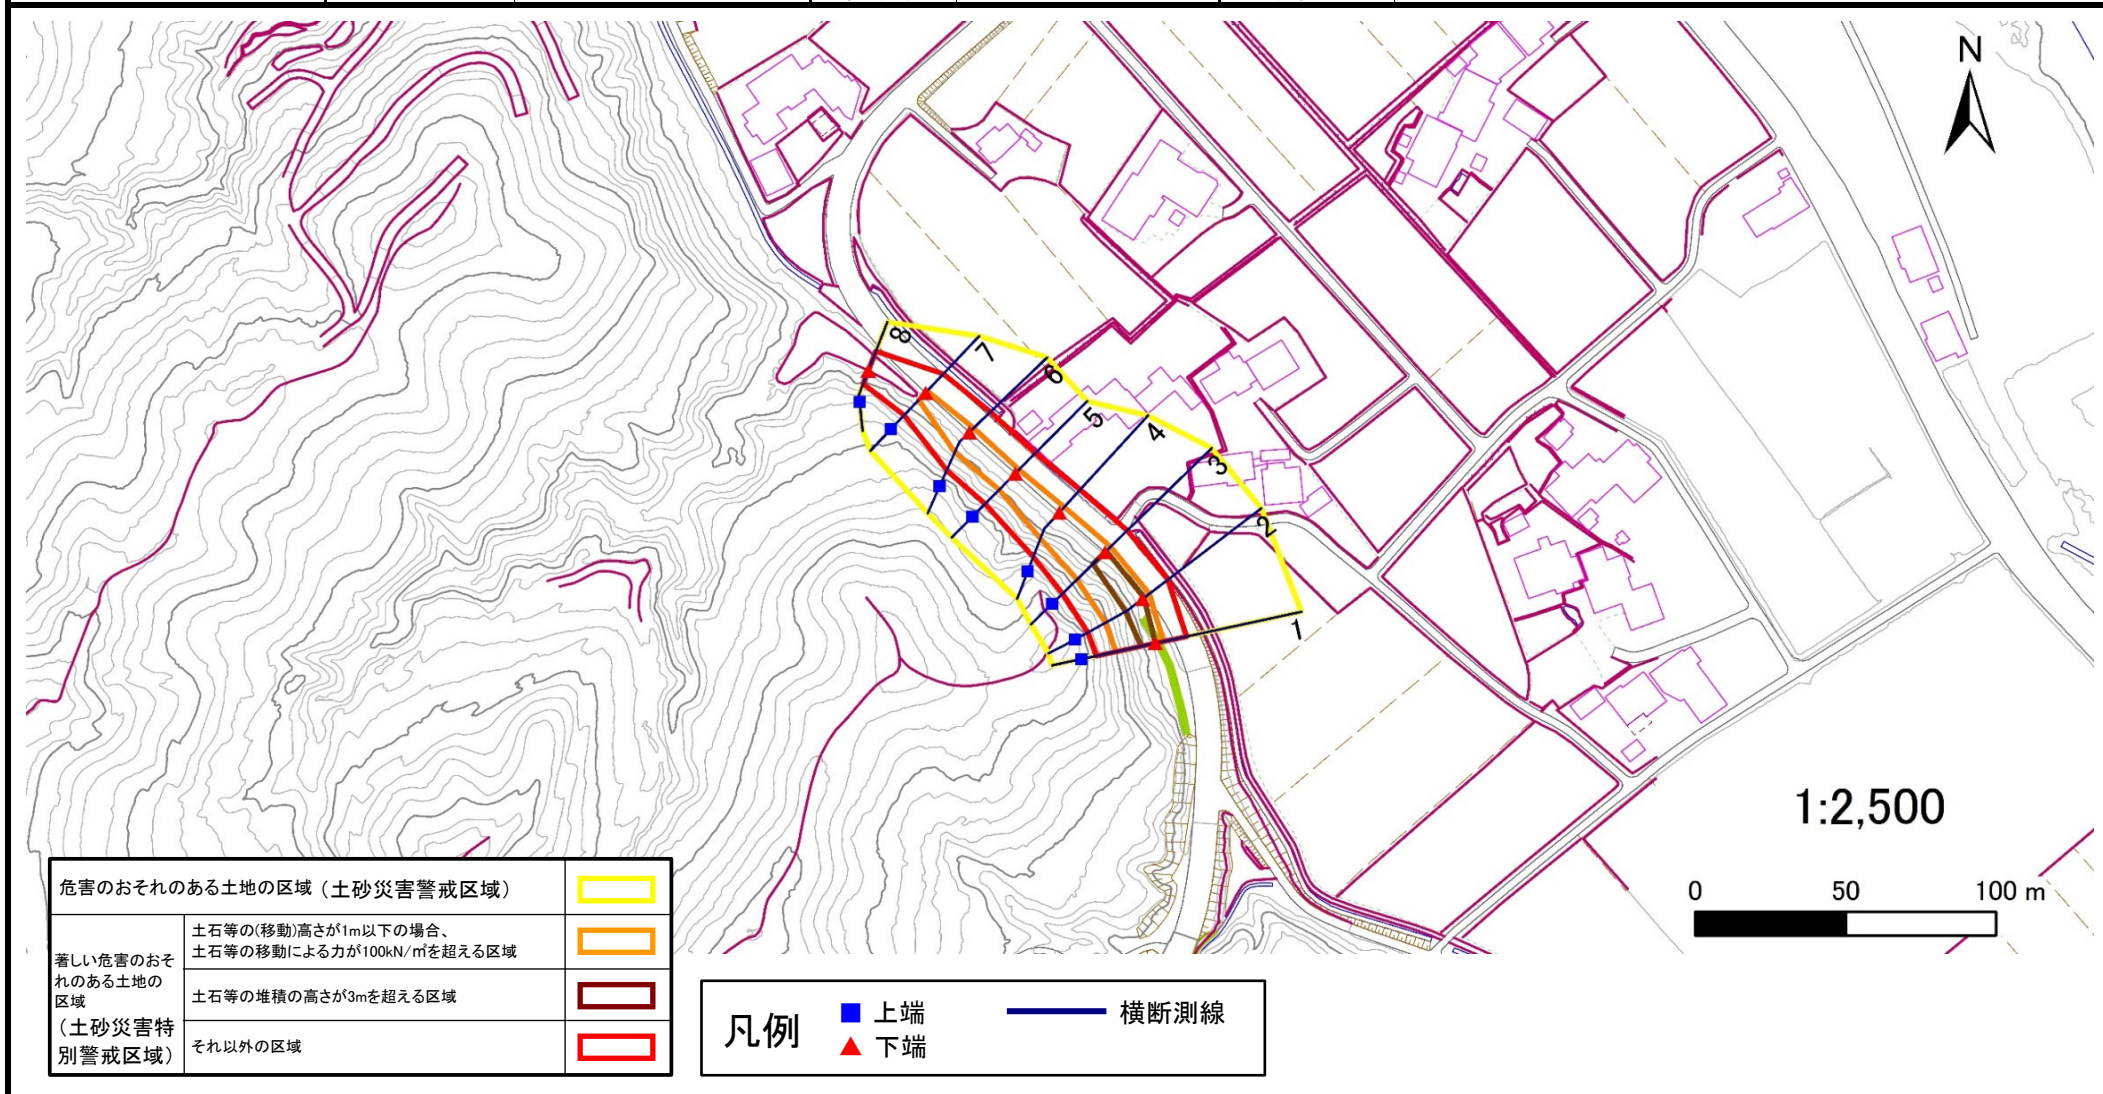 N
8
7
6
5
4
3
2
1
1:2,500
0 50 100 m
危害のおそれのある土地の区域（土砂災害警戒区域）
著しい危害のおそ
れのある土地の
区域
（土砂災害特
別警戒区域）
土石等の(移動)高さが1m以下の場合、
土石等の移動による力が100kN/㎡を超える区域
土石等の堆積の高さが3mを超える区域
それ以外の区域
凡例
上端
下端
横断測線